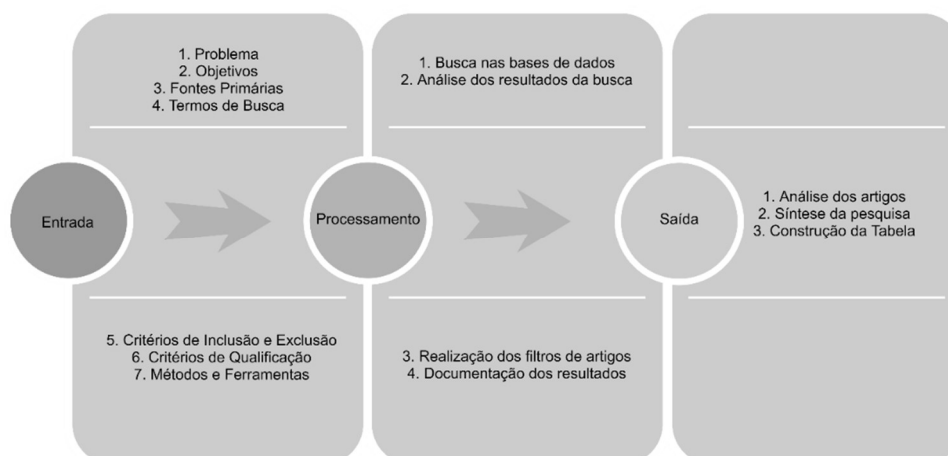 1. Problema
2. Objetivos
3. Fontes Primárias
4. Termos de Busca
Entrada
5. Critérios de Inclusão e Exclusão
6. Critérios de Qualificação
7. Métodos e Ferramentas
1. Busca nas bases de dados
2. Análise dos resultados da busca
Processamento
3. Realização dos filtros de artigos
4. Documentação dos resultados
Saída
1. Análise dos artigos
2. Síntese da pesquisa
3. Construção da Tabela